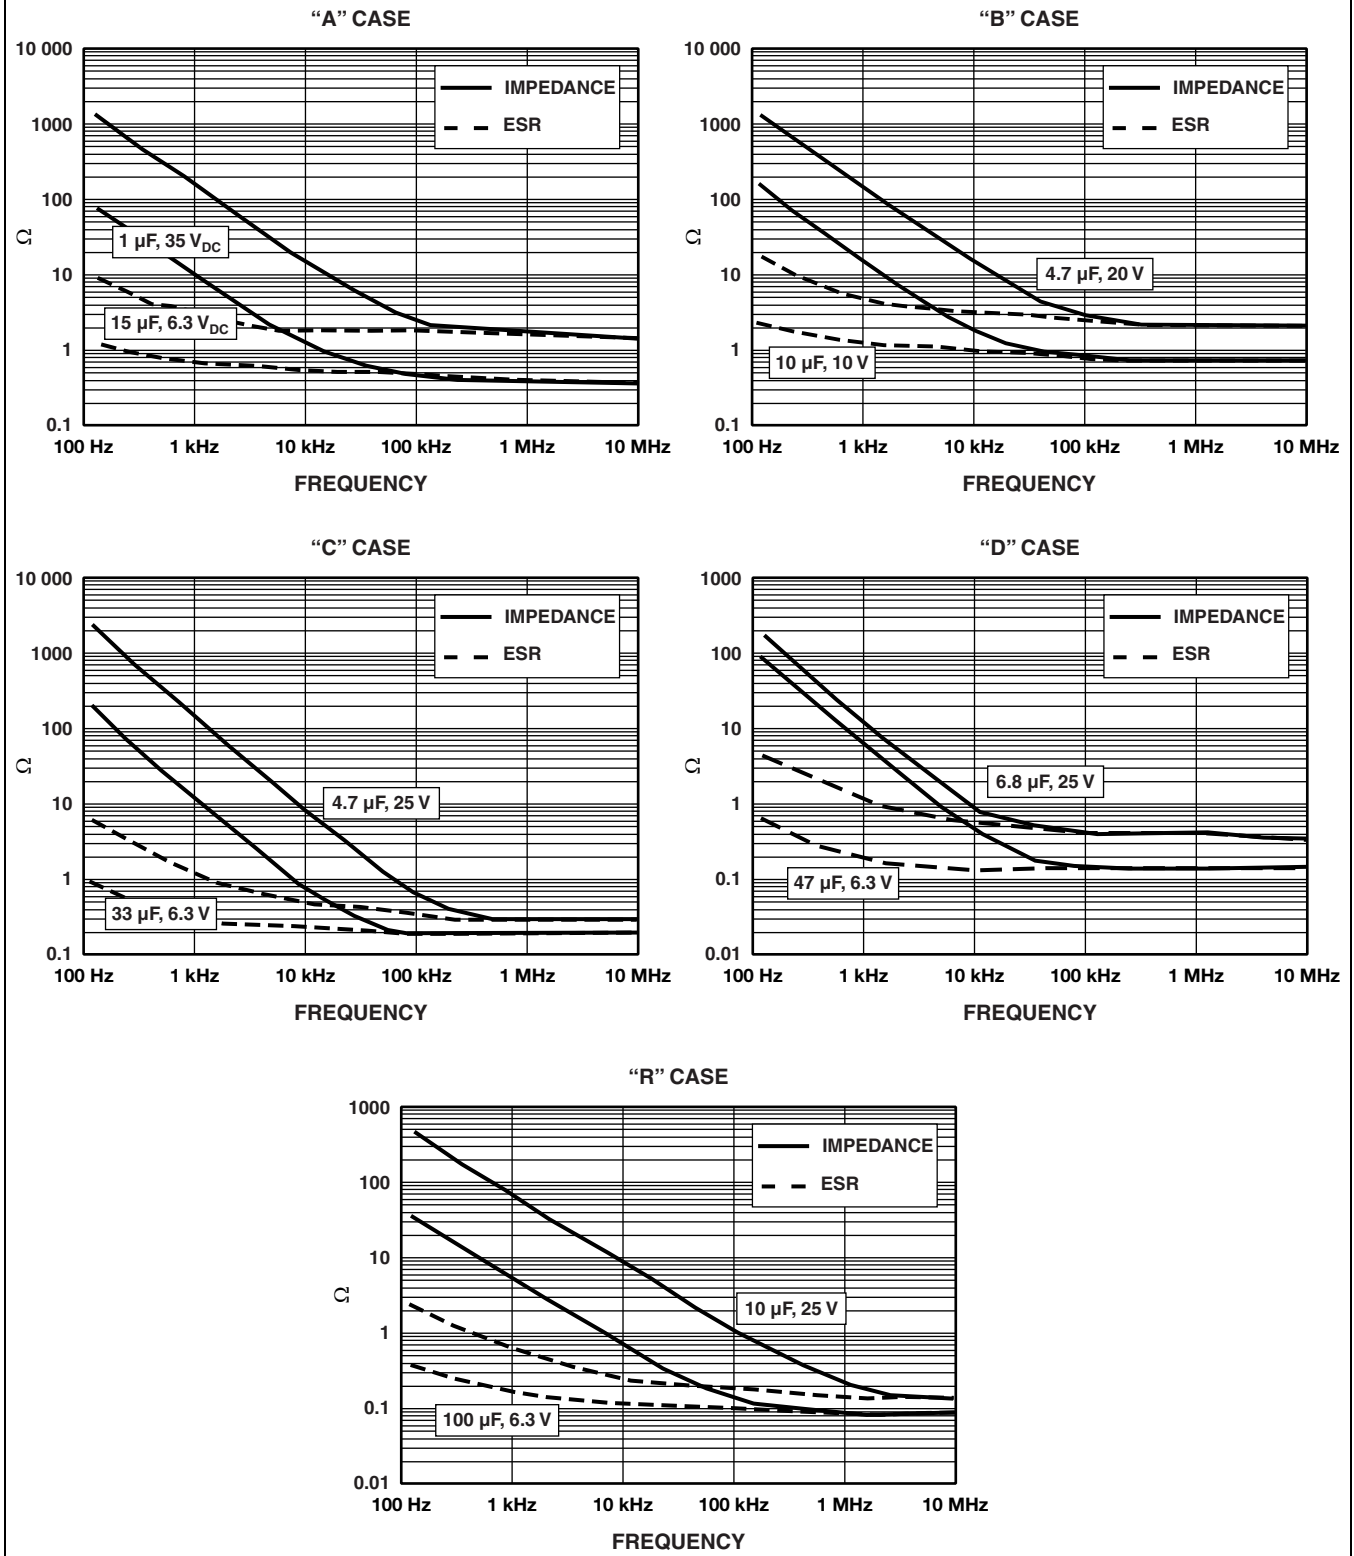 “A” CASE
10 000
1000
100
10
1
0.1
Ω
IMPEDANCE
ESR
1 µF, 35 VDC
15 µF, 6.3 VDC
100 Hz 1 kHz 10 kHz 100 kHz 1 MHz 10 MHz
FREQUENCY
“B” CASE
10 000
1000
100
10
1
0.1
Ω
IMPEDANCE
ESR
4.7 µF, 20 V
10 µF, 10 V
100 Hz 1 kHz 10 kHz 100 kHz 1 MHz 10 MHz
FREQUENCY
“C” CASE
10 000
1000
100
10
1
0.1
Ω
IMPEDANCE
ESR
4.7 µF, 25 V
33 µF, 6.3 V
100 Hz 1 kHz 10 kHz 100 kHz 1 MHz 10 MHz
FREQUENCY
“D” CASE
1000
100
10
1
0.1
0.01
Ω
IMPEDANCE
ESR
6.8 µF, 25 V
47 µF, 6.3 V
100 Hz 1 kHz 10 kHz 100 kHz 1 MHz 10 MHz
FREQUENCY
“R” CASE
1000
100
10
1
0.1
0.01
Ω
IMPEDANCE
ESR
10 µF, 25 V
100 µF, 6.3 V
100 Hz 1 kHz 10 kHz 100 kHz 1 MHz 10 MHz
FREQUENCY